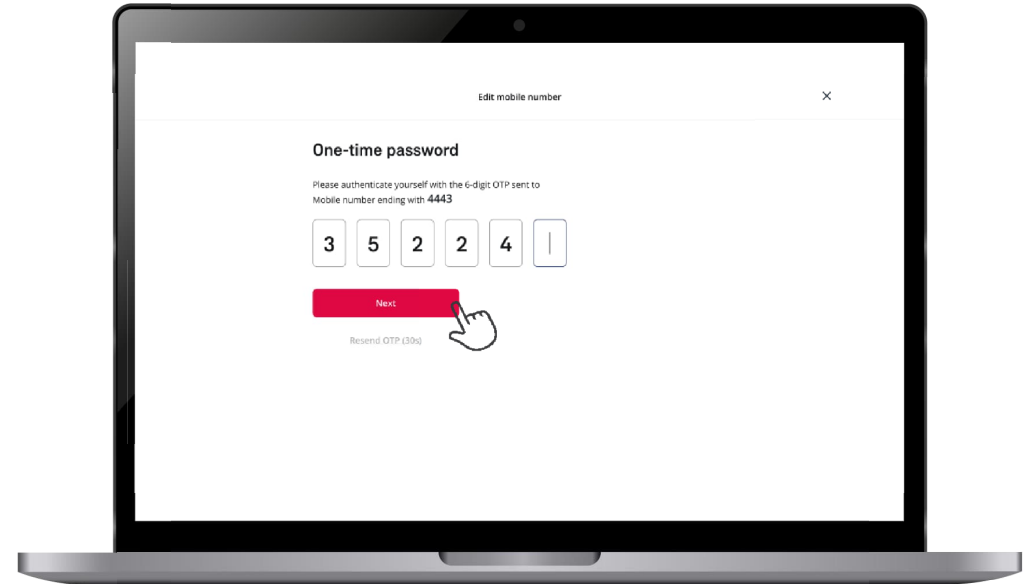 Edit mobile number
One-time password
Please authenticate yourself with the 6-digit OTP sent to
Mobile number ending with 4443
3 5 2 2 4
Next
Resend OTP (30s)